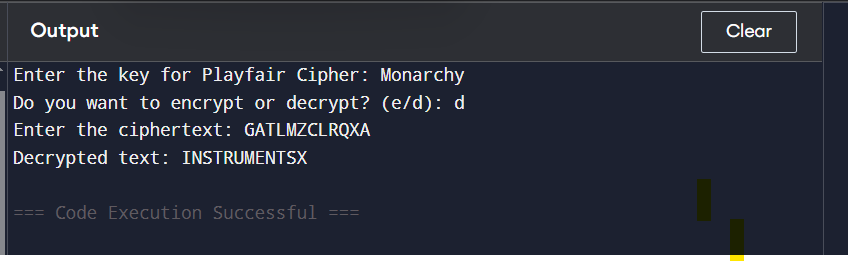 Output
Clear
Enter the key for Playfair Cipher: Monarchy
Do you want to encrypt or decrypt? (e/d): d
Enter the ciphertext: GATLMZCLRQXA
Decrypted text: INSTRUMENTSX
=== Code Execution Successful ===